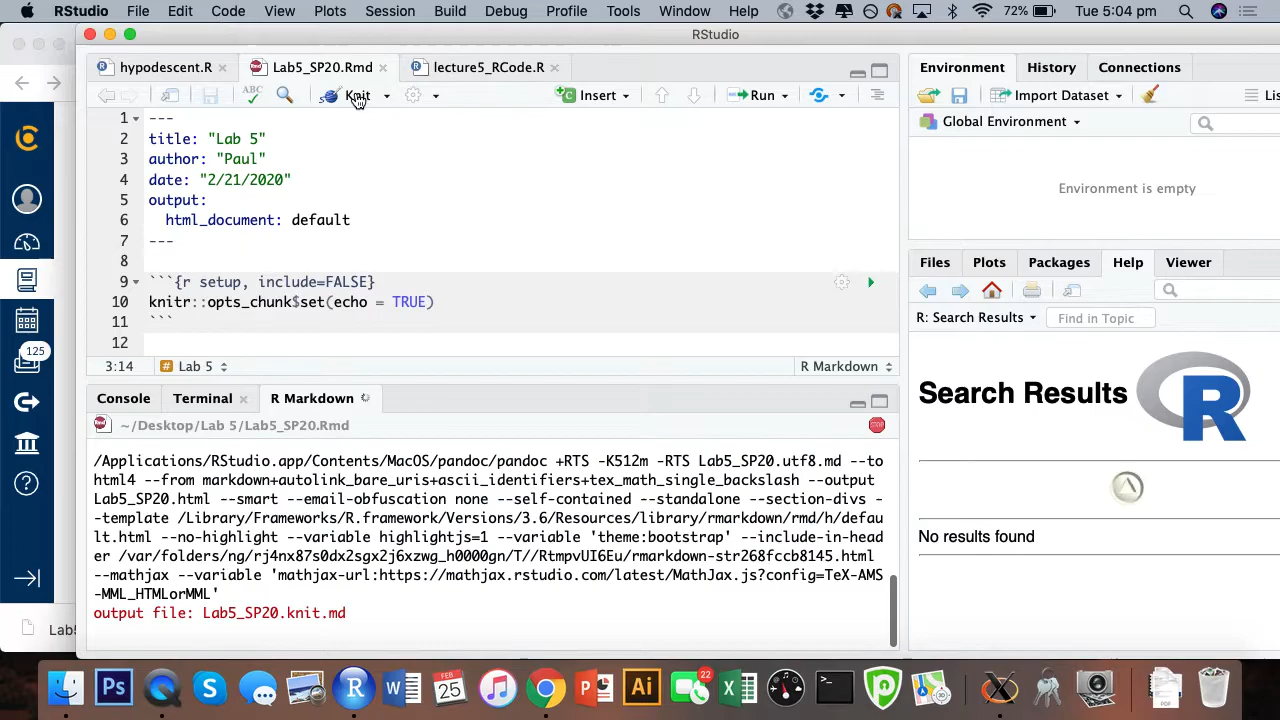 RStudio File Edit Code View Plots Session Build Debug Profile Tools Window Help 72% Tue 5:04 pm
RStudio
hypodescent.R Lab5_SP20.Rmd lecture5_RCode.R
ABC Knit Insert Run
1 ---
2 title: "Lab 5"
3 author: "Paul"
4 date: "2/21/2020"
5 output:
6 html_document: default
7 ---
8
9 ```{r setup, include=FALSE}
10 knitr::opts_chunk$set(echo = TRUE)
11 ```
12
3:14 # Lab 5 R Markdown
Console Terminal R Markdown
~/Desktop/Lab 5/Lab5_SP20.Rmd
STOP
/Applications/RStudio.app/Contents/MacOS/pandoc/pandoc +RTS -K512m -RTS Lab5_SP20.utf8.md --to
html4 --from markdown+autolink_bare_uris+ascii_identifiers+tex_math_single_backslash --output
Lab5_SP20.html --smart --email-obfuscation none --self-contained --standalone --section-divs -
-template /Library/Frameworks/R.framework/Versions/3.6/Resources/library/rmarkdown/rmd/h/defau
lt.html --no-highlight --variable highlightjs=1 --variable 'theme:bootstrap' --include-in-head
er /var/folders/ng/rj4nx87s0dx2sgx2j6xzwg_h0000gn/T//RtmpvUI6Eu/rmarkdown-str268fccb8145.html
--mathjax --variable 'mathjax-url:https://mathjax.rstudio.com/latest/MathJax.js?config=TeX-AMS
-MML_HTMLorMML'
output file: Lab5_SP20.knit.md
Environment History Connections
Import Dataset Lis
Global Environment
Environment is empty
Files Plots Packages Help Viewer
R: Search Results Find in Topic
Search Results R
No results found
125
Lab5
Ps S R W FEB 25 P Ai 22 X P PDF